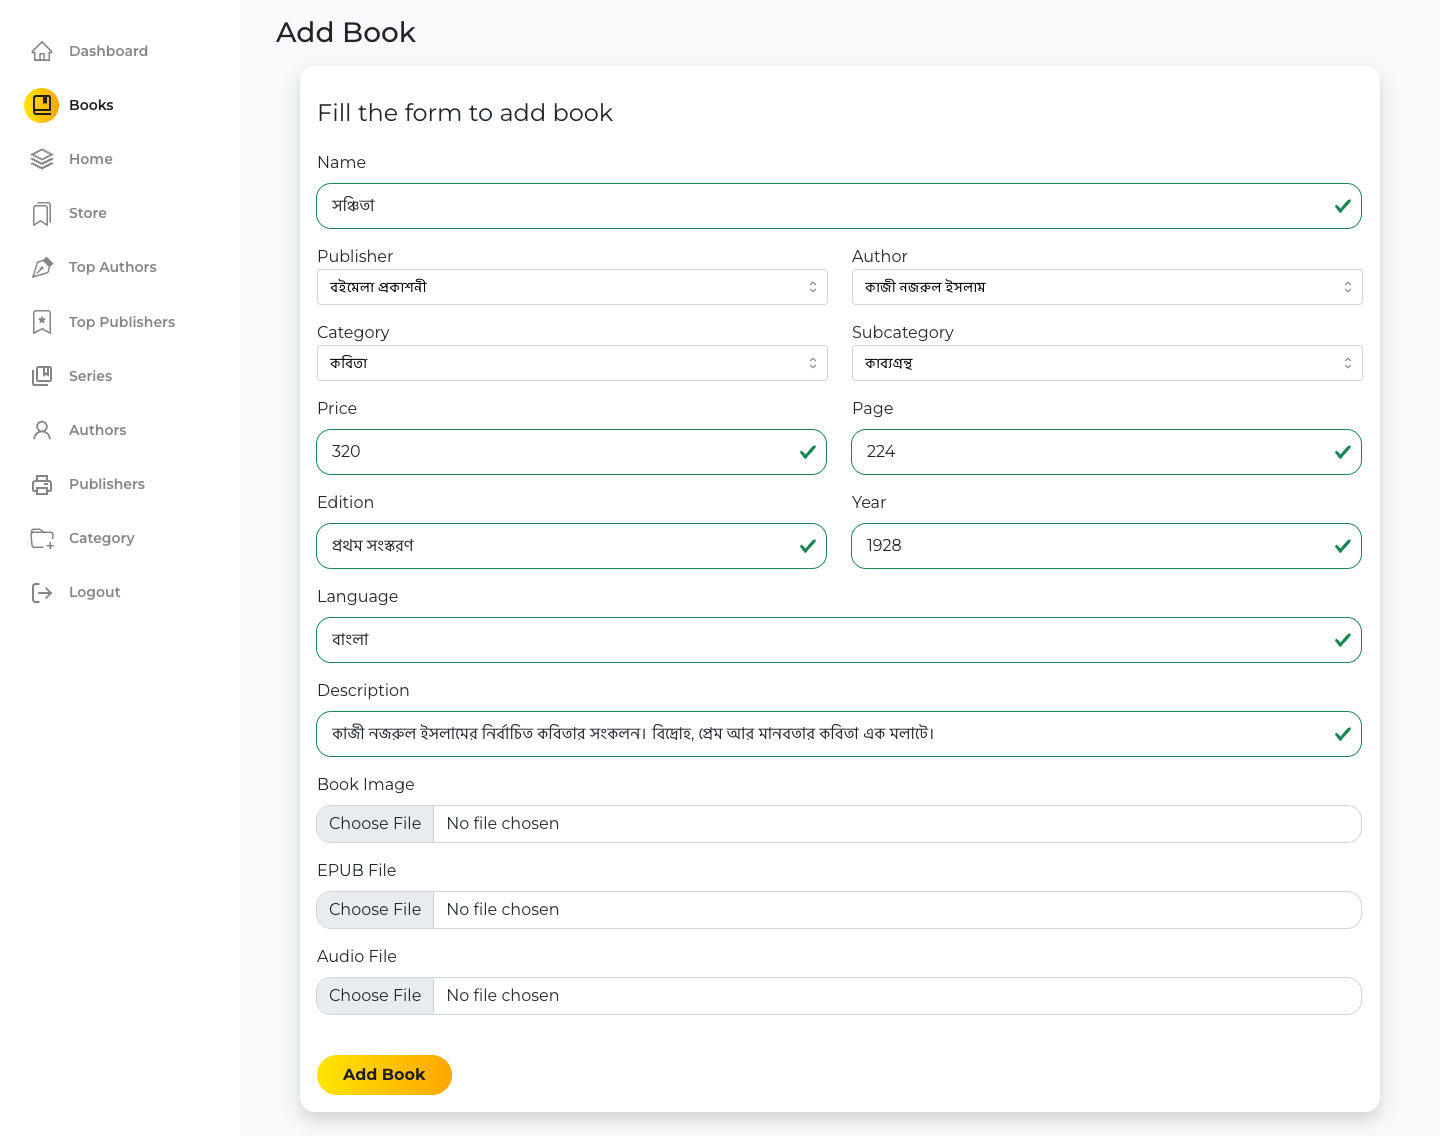 Dashboard
Books
Home
Store
Top Authors
Top Publishers
Series
Authors
Publishers
Category
Logout
Add Book
Fill the form to add book
Name
সঞ্চিতা
Publisher Author
বইমেলা প্রকাশনী কাজী নজরুল ইসলাম
Category Subcategory
কবিতা কাব্যগ্রন্থ
Price Page
320 224
Edition Year
প্রথম সংস্করণ 1928
Language
বাংলা
Description
কাজী নজরুল ইসলামের নির্বাচিত কবিতার সংকলন। বিদ্রোহ, প্রেম আর মানবতার কবিতা এক মলাটে।
Book Image
Choose File No file chosen
EPUB File
Choose File No file chosen
Audio File
Choose File No file chosen
Add Book